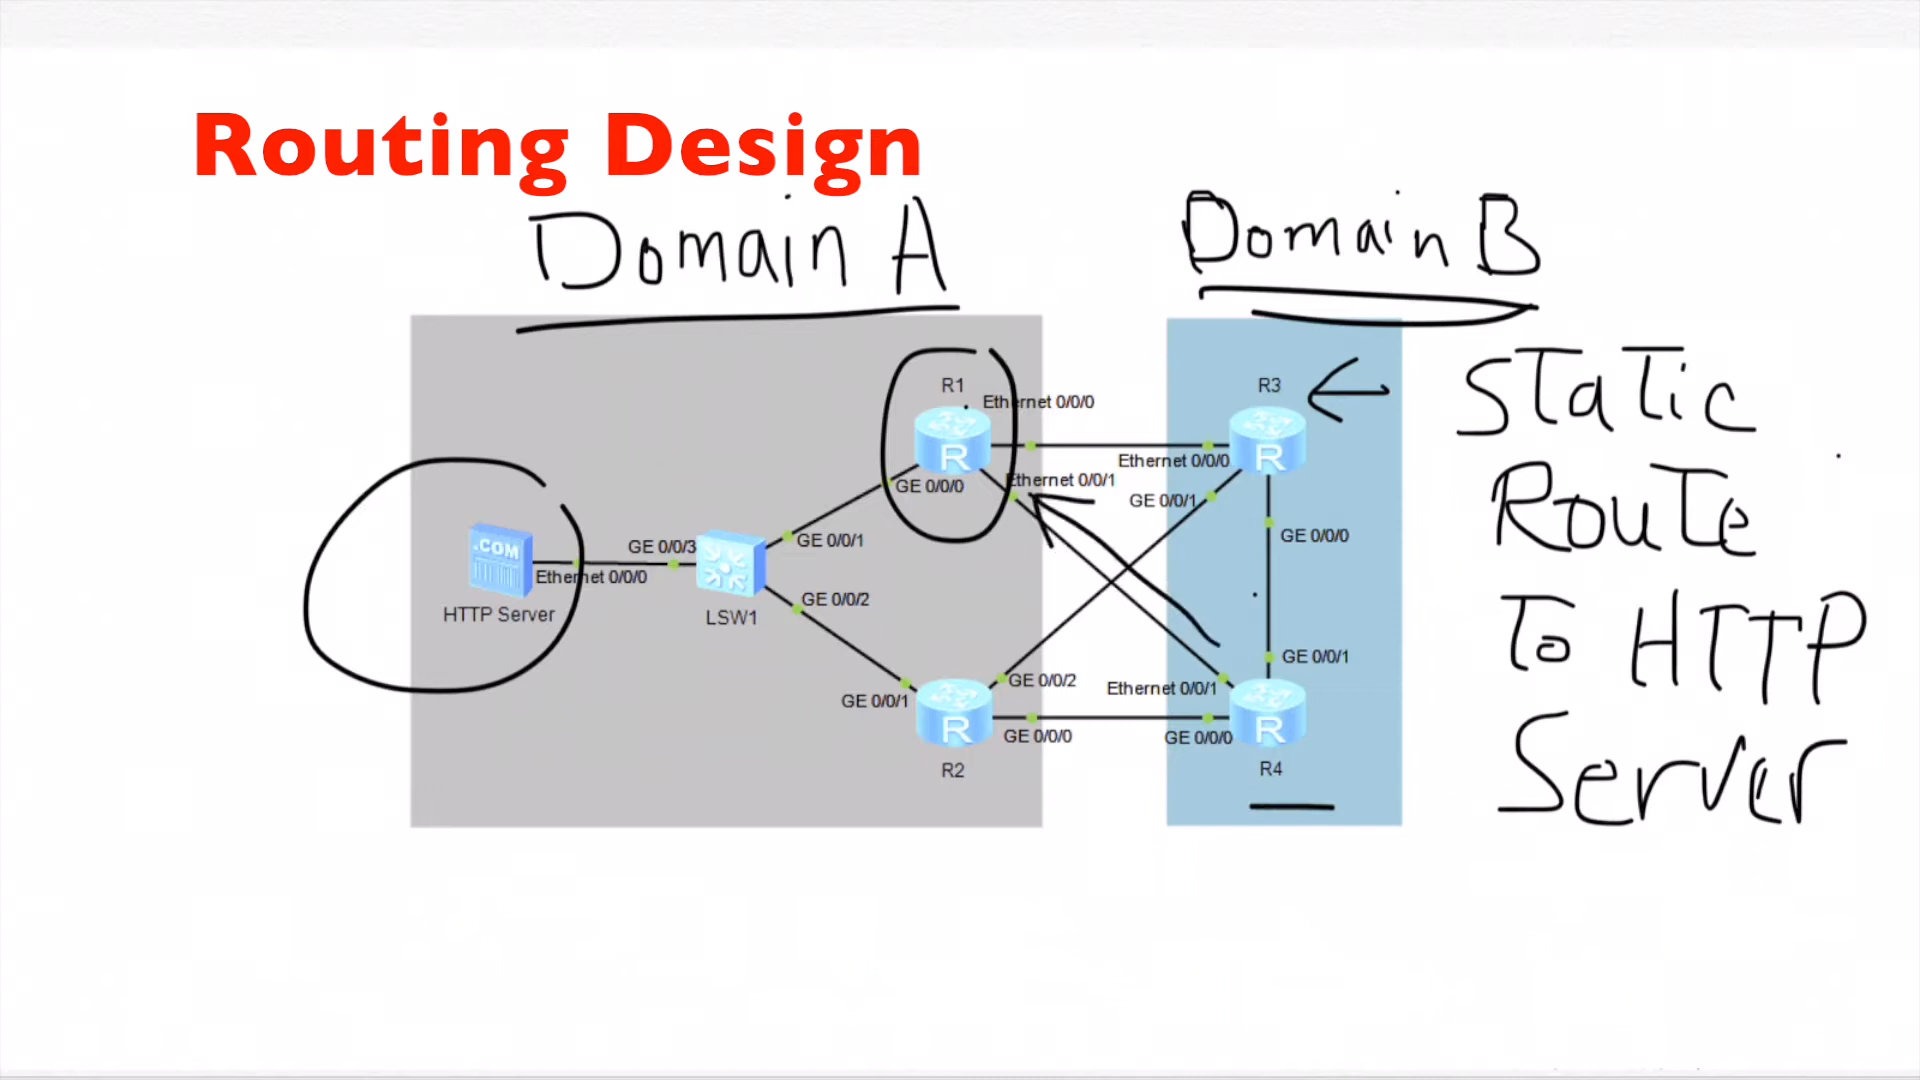 Routing Design
Domain A
Domain B
R1
Ethernet 0/0/0
R3
Static
Ethernet 0/0/0
Ethernet 0/0/1
GE 0/0/0
GE 0/0/1
Route
.COM
GE 0/0/3
GE 0/0/1
GE 0/0/0
Ethernet 0/0/0
HTTP Server
LSW1
GE 0/0/2
To HTTP
GE 0/0/1
GE 0/0/1
GE 0/0/2
Ethernet 0/0/1
R
R
R
R
GE 0/0/0
GE 0/0/0
R2
R4
Server